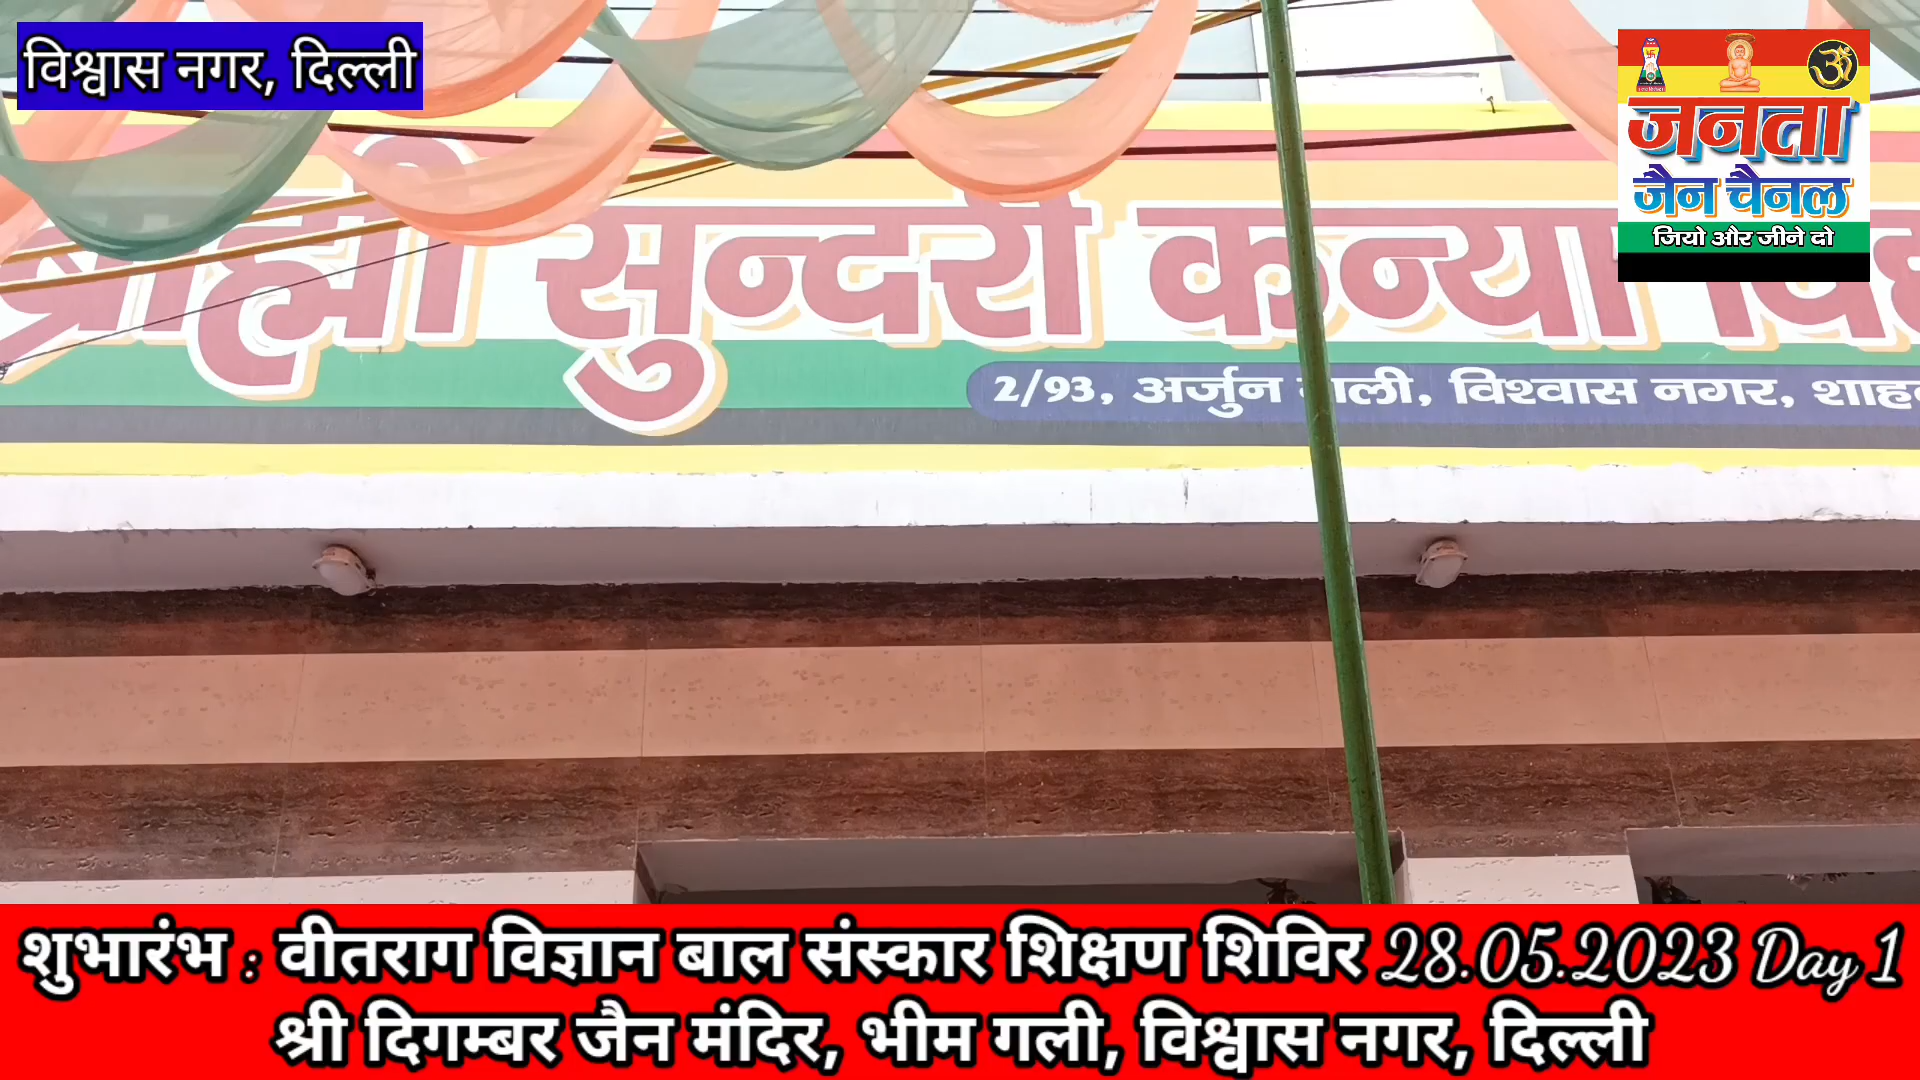 विश्वास नगर, दिल्ली
जनता
जैन चैनल
जियो और जीने दो
ब्राह्मी सुन्दरी कन्या
2/93, अर्जुन गली, विश्वास नगर,
शुभारंभ : वीतराग विज्ञान बाल संस्कार शिक्षण शिविर 28.05.2023 Day 1
श्री दिगम्बर जैन मंदिर, भीम गली, विश्वास नगर, दिल्ली